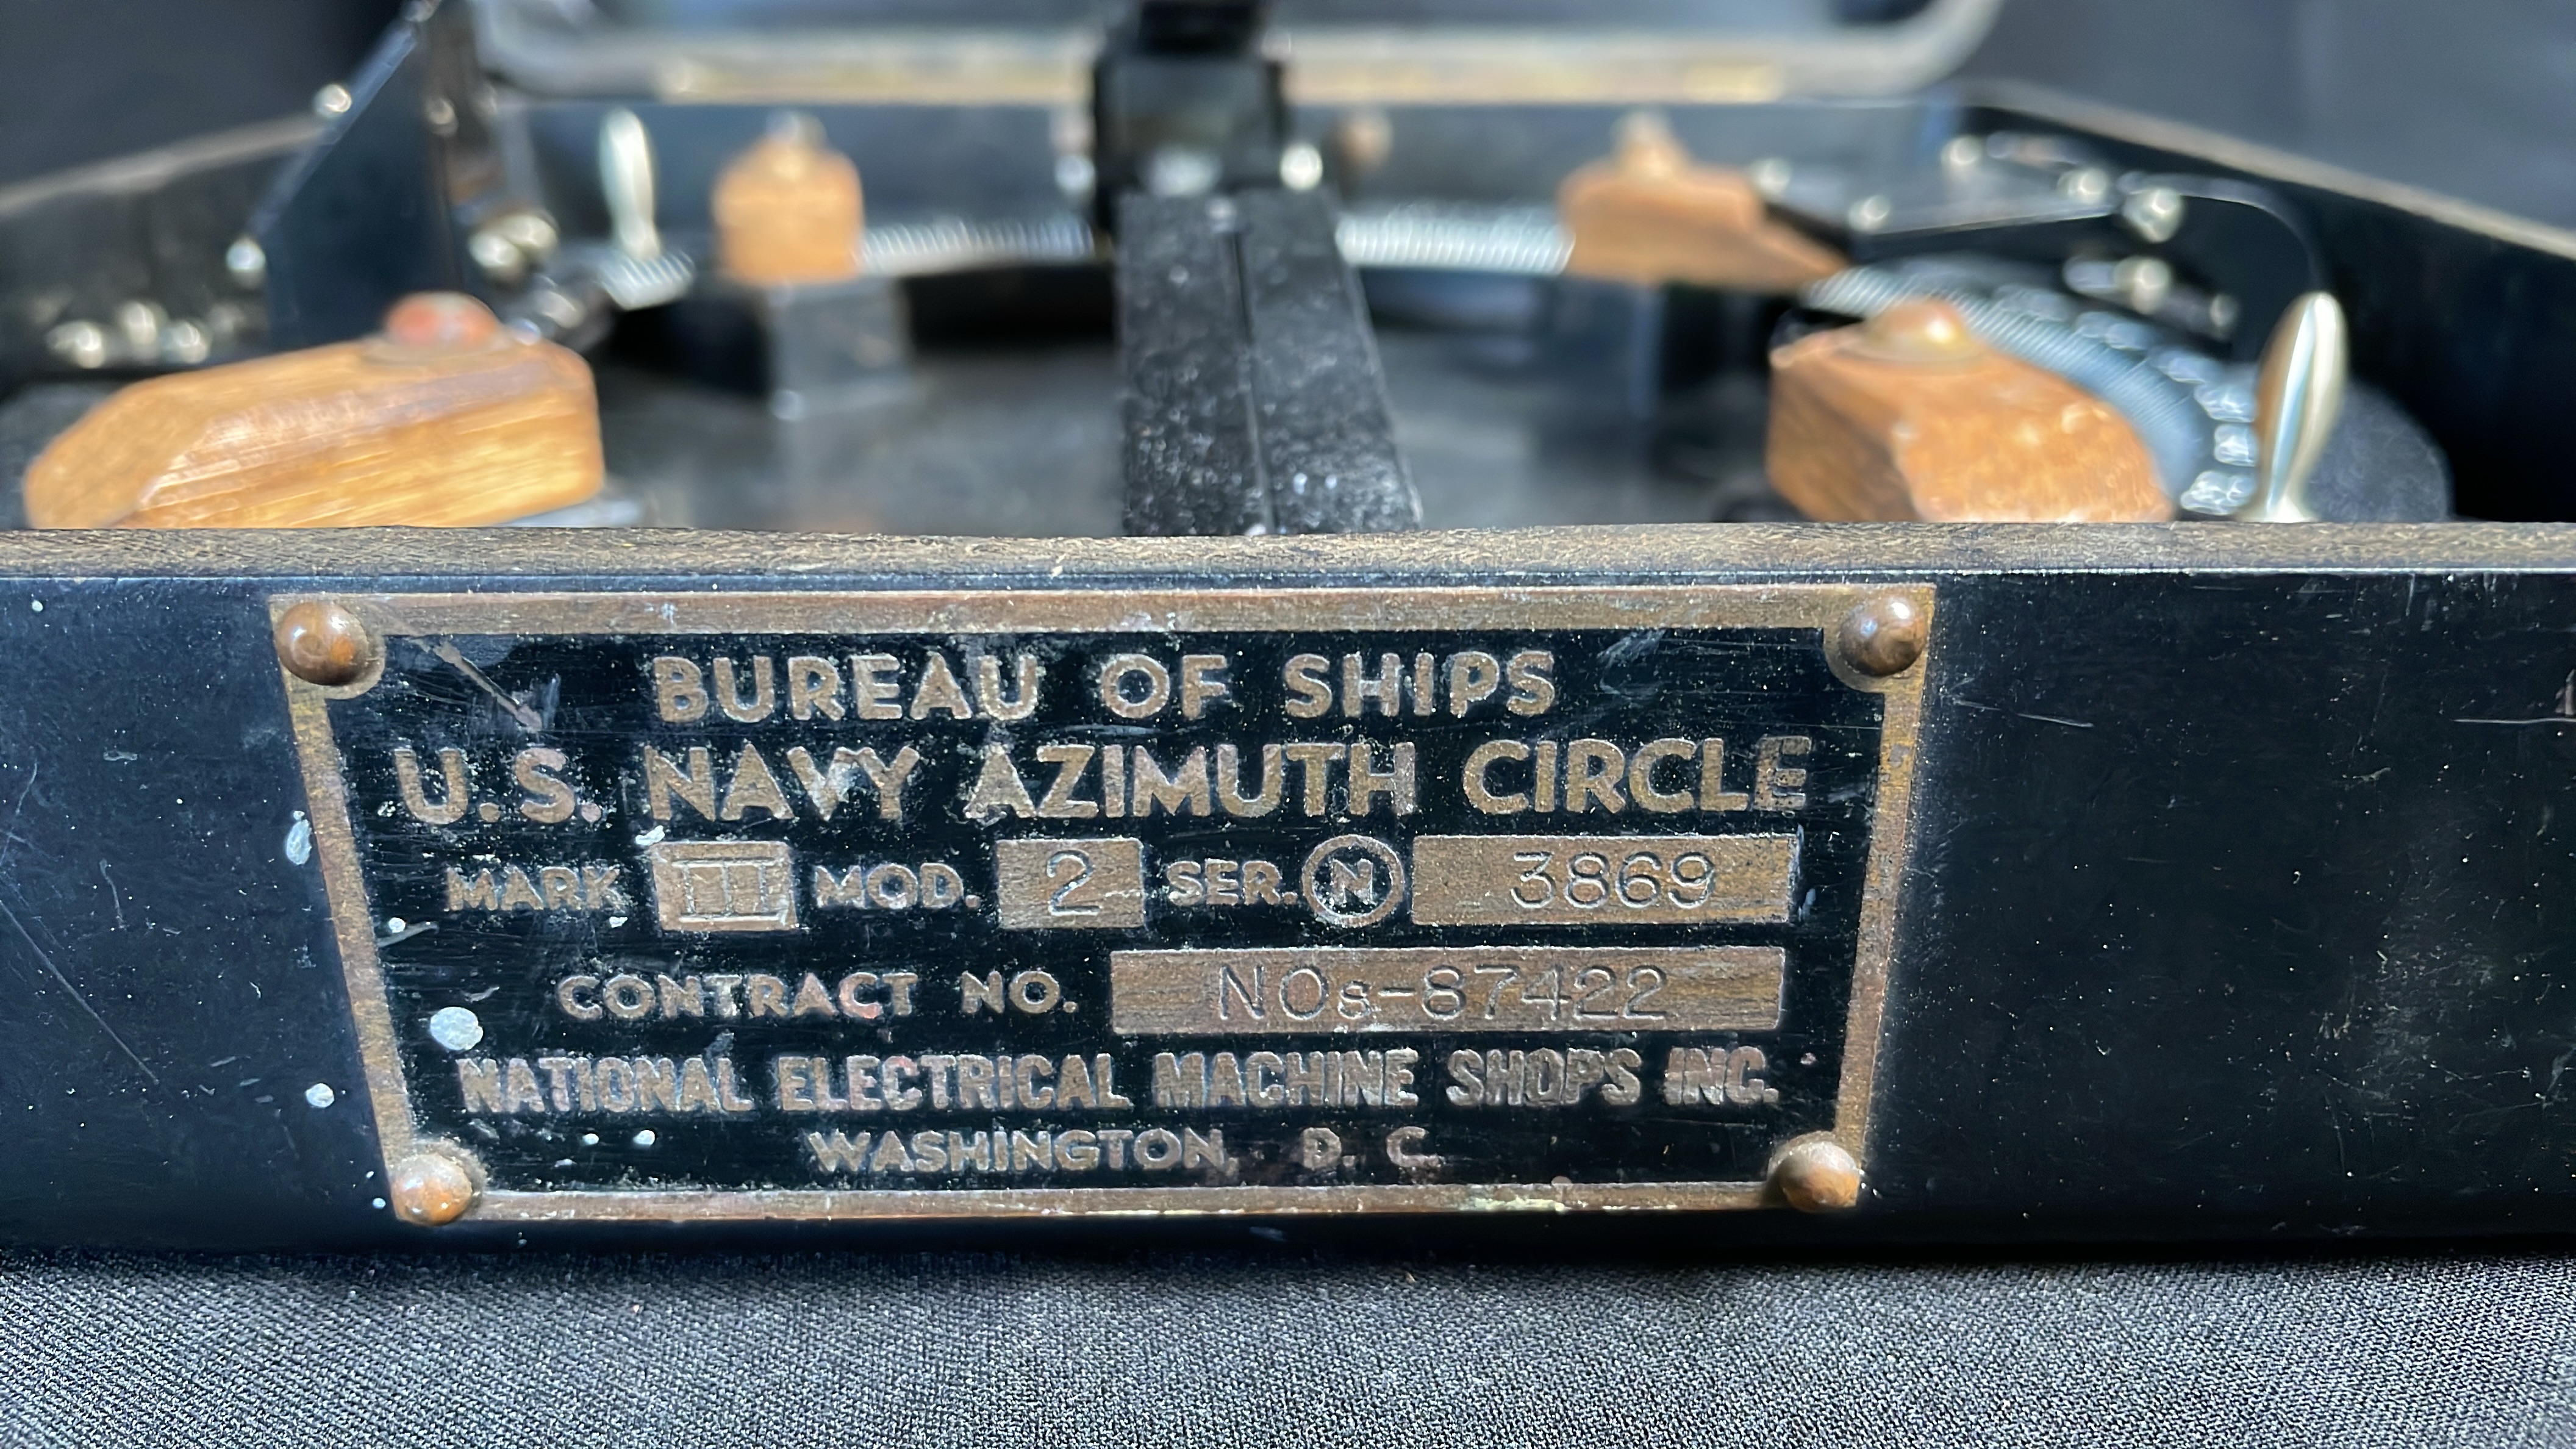 BUREAU OF SHIPS
U.S. NAVY AZIMUTH CIRCLE
MARK III MOD. 2 SER. N 3869
CONTRACT NO. NOs-87422
NATIONAL ELECTRICAL MACHINE SHOPS INC.
WASHINGTON, D. C.